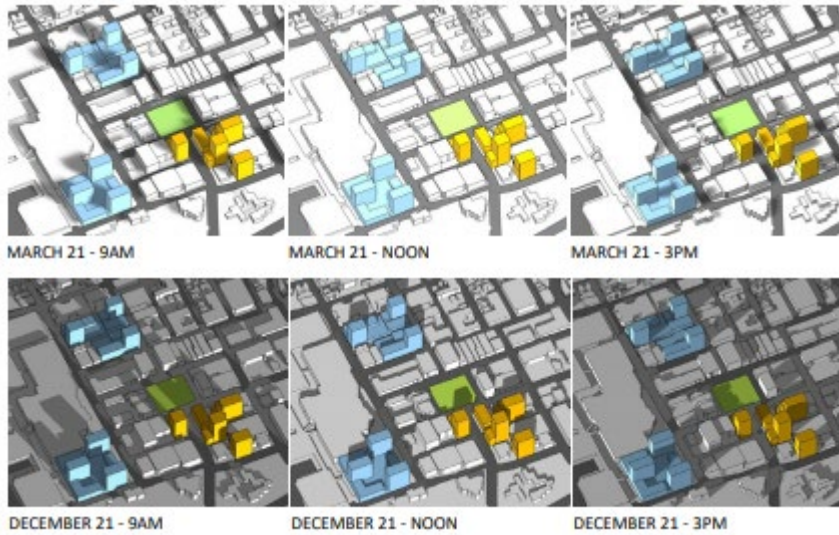 MARCH 21 - 9AM
MARCH 21 - NOON
MARCH 21 - 3PM
DECEMBER 21 - 9AM
DECEMBER 21 - NOON
DECEMBER 21 - 3PM